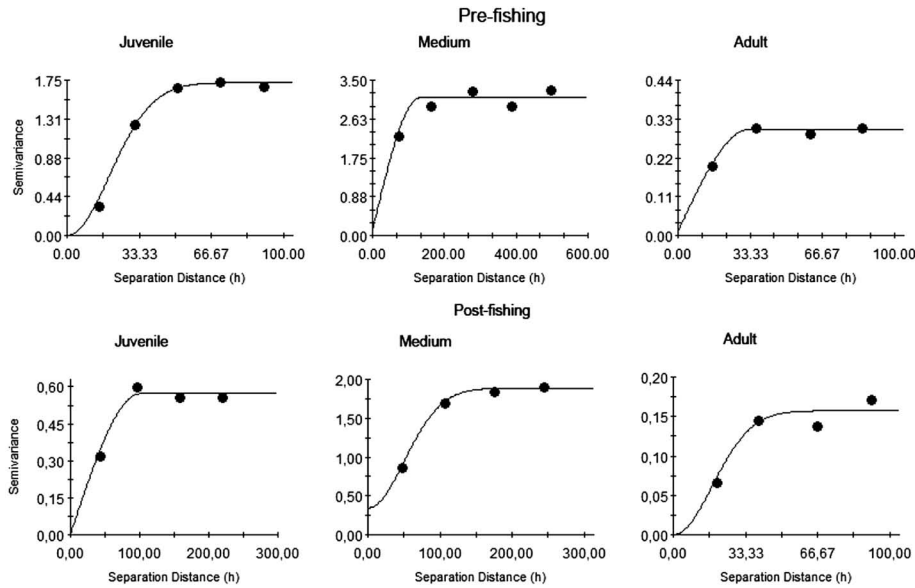 Pre-fishing
Juvenile
Medium
Adult
Semivariance
1.75
1.31
0.88
0.44
0.00
0.00 33.33 66.67 100.00
Separation Distance (h)
3.50
2.63
1.75
0.88
0.00
0.00 200.00 400.00 600.00
Separation Distance (h)
0.44
0.33
0.22
0.11
0.00
0.00 33.33 66.67 100.00
Separation Distance (h)
Post-fishing
Juvenile
Medium
Adult
Semivariance
0,60
0,45
0,30
0,15
0,00
0,00 100,00 200,00 300,00
Separation Distance (h)
2,00
1,50
1,00
0,50
0,00
0,00 100,00 200,00 300,00
Separation Distance (h)
0,20
0,15
0,10
0,05
0,00
0,00 33,33 66,67 100,00
Separation Distance (h)